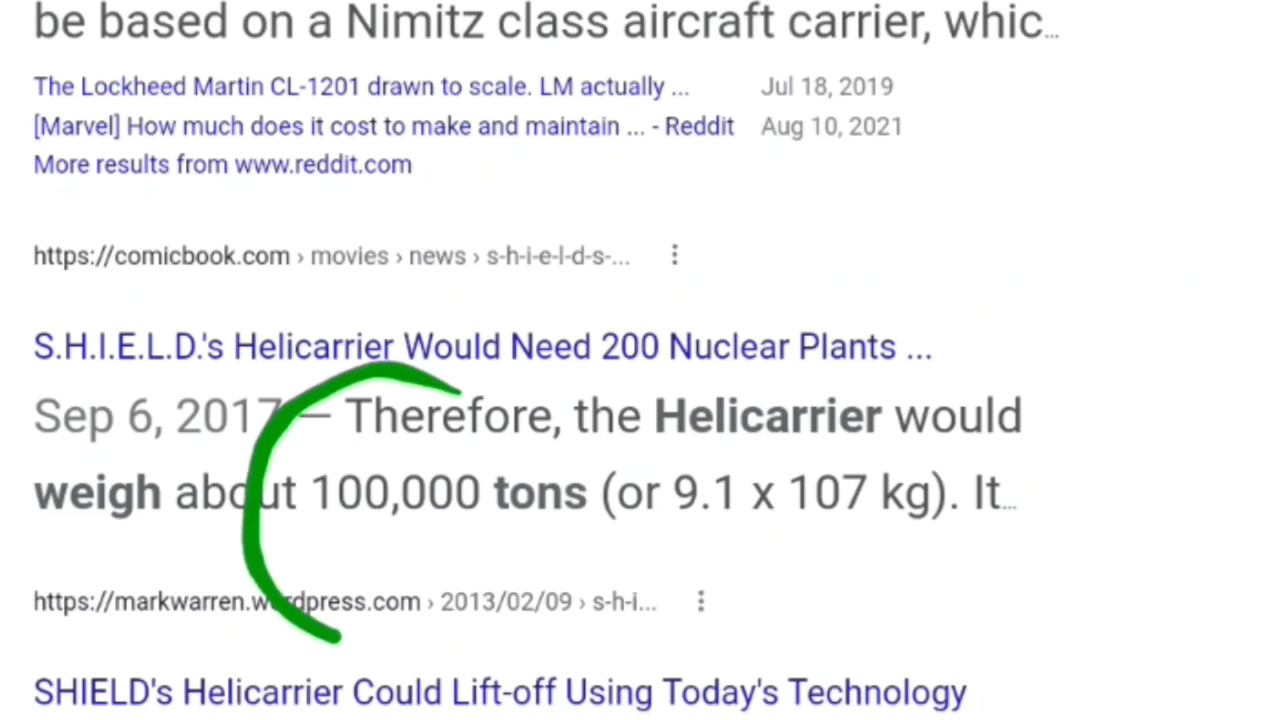 be based on a Nimitz class aircraft carrier, whic...
The Lockheed Martin CL-1201 drawn to scale. LM actually ... Jul 18, 2019
[Marvel] How much does it cost to make and maintain ... - Reddit Aug 10, 2021
More results from www.reddit.com
https://comicbook.com › movies › news › s-h-i-e-l-d-s-...
S.H.I.E.L.D.'s Helicarrier Would Need 200 Nuclear Plants ...
Sep 6, 2017 — Therefore, the Helicarrier would
weigh about 100,000 tons (or 9.1 x 107 kg). It...
https://markwarren.wordpress.com › 2013/02/09 › s-h-i...
SHIELD's Helicarrier Could Lift-off Using Today's Technology